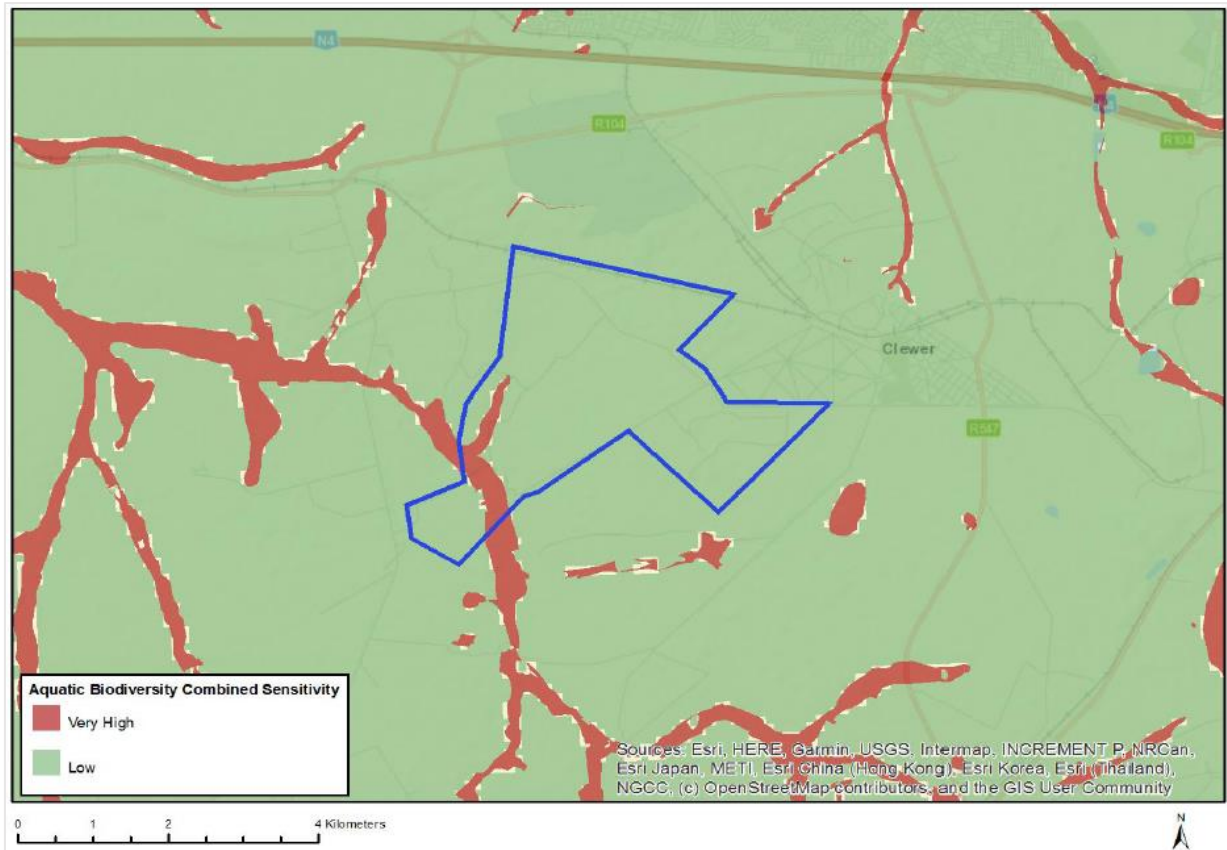 N4
R104
R104
Clewer
R547
Aquatic Biodiversity Combined Sensitivity
Very High
Low
Sources: Esri, HERE, Garmin, USGS, Intermap, INCREMENT P, NRCan,
Esri Japan, METI, Esri China (Hong Kong), Esri Korea, Esri (Thailand),
NGCC, (c) OpenStreetMap contributors, and the GIS User Community
0 1 2 4 Kilometers
N